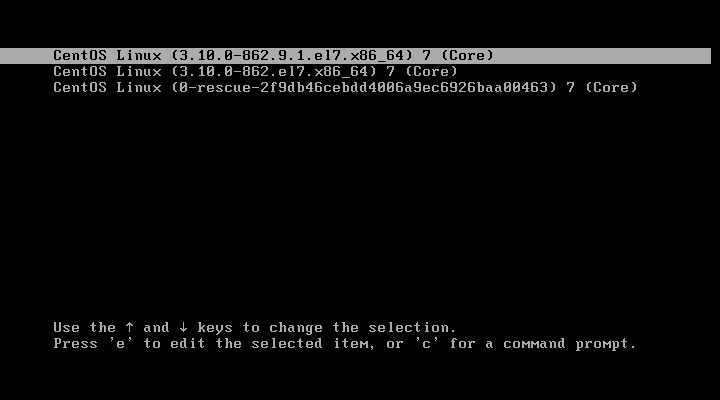 CentOS Linux (3.10.0-862.9.1.el7.x86_64) 7 (Core)
CentOS Linux (3.10.0-862.el7.x86_64) 7 (Core)
CentOS Linux (0-rescue-2f9db46cebdd4006a9ec6926baa00463) 7 (Core)
Use the ↑ and ↓ keys to change the selection.
Press 'e' to edit the selected item, or 'c' for a command prompt.